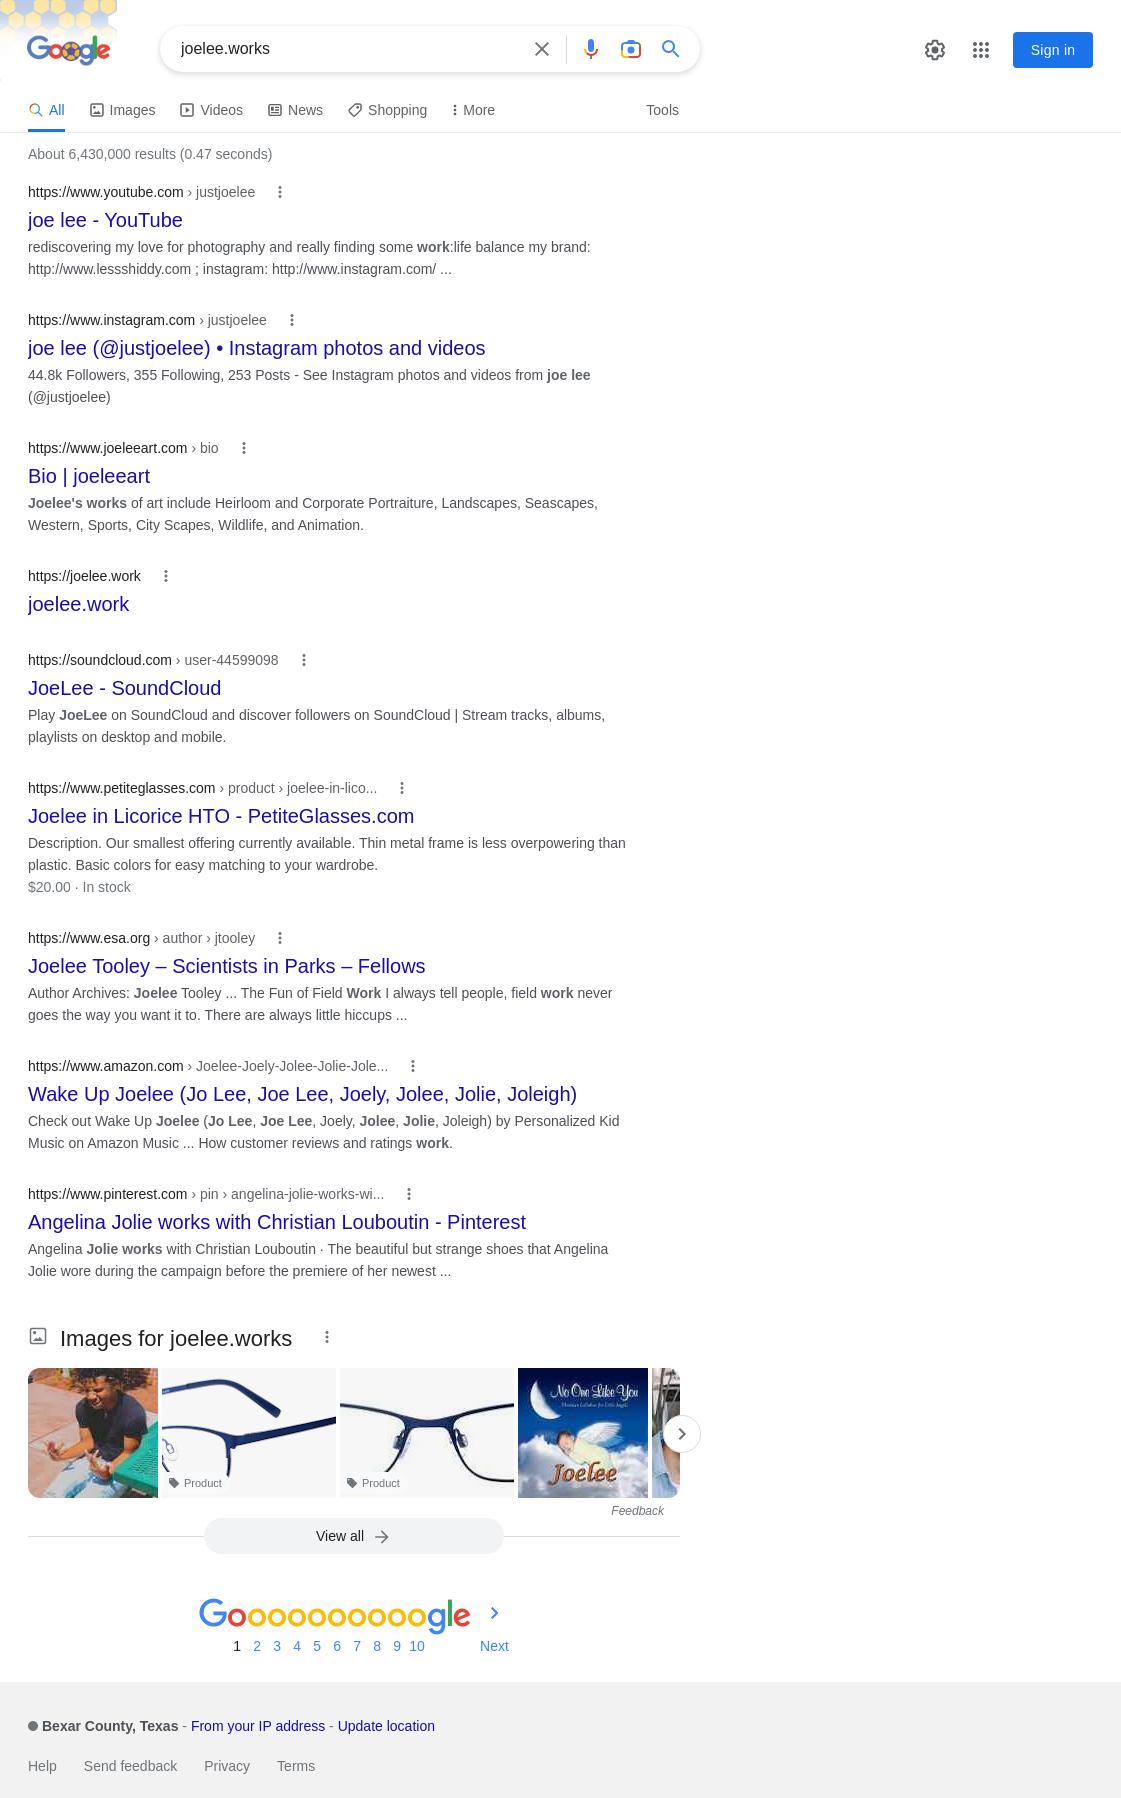 Google
joelee.works
Sign in
All Images Videos News Shopping More Tools
About 6,430,000 results (0.47 seconds)
https://www.youtube.com › justjoelee
joe lee - YouTube
rediscovering my love for photography and really finding some work:life balance my brand:
http://www.lessshiddy.com ; instagram: http://www.instagram.com/ ...
https://www.instagram.com › justjoelee
joe lee (@justjoelee) • Instagram photos and videos
44.8k Followers, 355 Following, 253 Posts - See Instagram photos and videos from joe lee
(@justjoelee)
https://www.joeleeart.com › bio
Bio | joeleeart
Joelee's works of art include Heirloom and Corporate Portraiture, Landscapes, Seascapes,
Western, Sports, City Scapes, Wildlife, and Animation.
https://joelee.work
joelee.work
https://soundcloud.com › user-44599098
JoeLee - SoundCloud
Play JoeLee on SoundCloud and discover followers on SoundCloud | Stream tracks, albums,
playlists on desktop and mobile.
https://www.petiteglasses.com › product › joelee-in-lico...
Joelee in Licorice HTO - PetiteGlasses.com
Description. Our smallest offering currently available. Thin metal frame is less overpowering than
plastic. Basic colors for easy matching to your wardrobe.
$20.00 · In stock
https://www.esa.org › author › jtooley
Joelee Tooley – Scientists in Parks – Fellows
Author Archives: Joelee Tooley ... The Fun of Field Work I always tell people, field work never
goes the way you want it to. There are always little hiccups ...
https://www.amazon.com › Joelee-Joely-Jolee-Jolie-Jole...
Wake Up Joelee (Jo Lee, Joe Lee, Joely, Jolee, Jolie, Joleigh)
Check out Wake Up Joelee (Jo Lee, Joe Lee, Joely, Jolee, Jolie, Joleigh) by Personalized Kid
Music on Amazon Music ... How customer reviews and ratings work.
https://www.pinterest.com › pin › angelina-jolie-works-wi...
Angelina Jolie works with Christian Louboutin - Pinterest
Angelina Jolie works with Christian Louboutin · The beautiful but strange shoes that Angelina
Jolie wore during the campaign before the premiere of her newest ...
Images for joelee.works
No One Like You
Joelee
Product
Product
Feedback
View all
Goooooooooogle
1 2 3 4 5 6 7 8 9 10 Next
Bexar County, Texas - From your IP address - Update location
Help Send feedback Privacy Terms